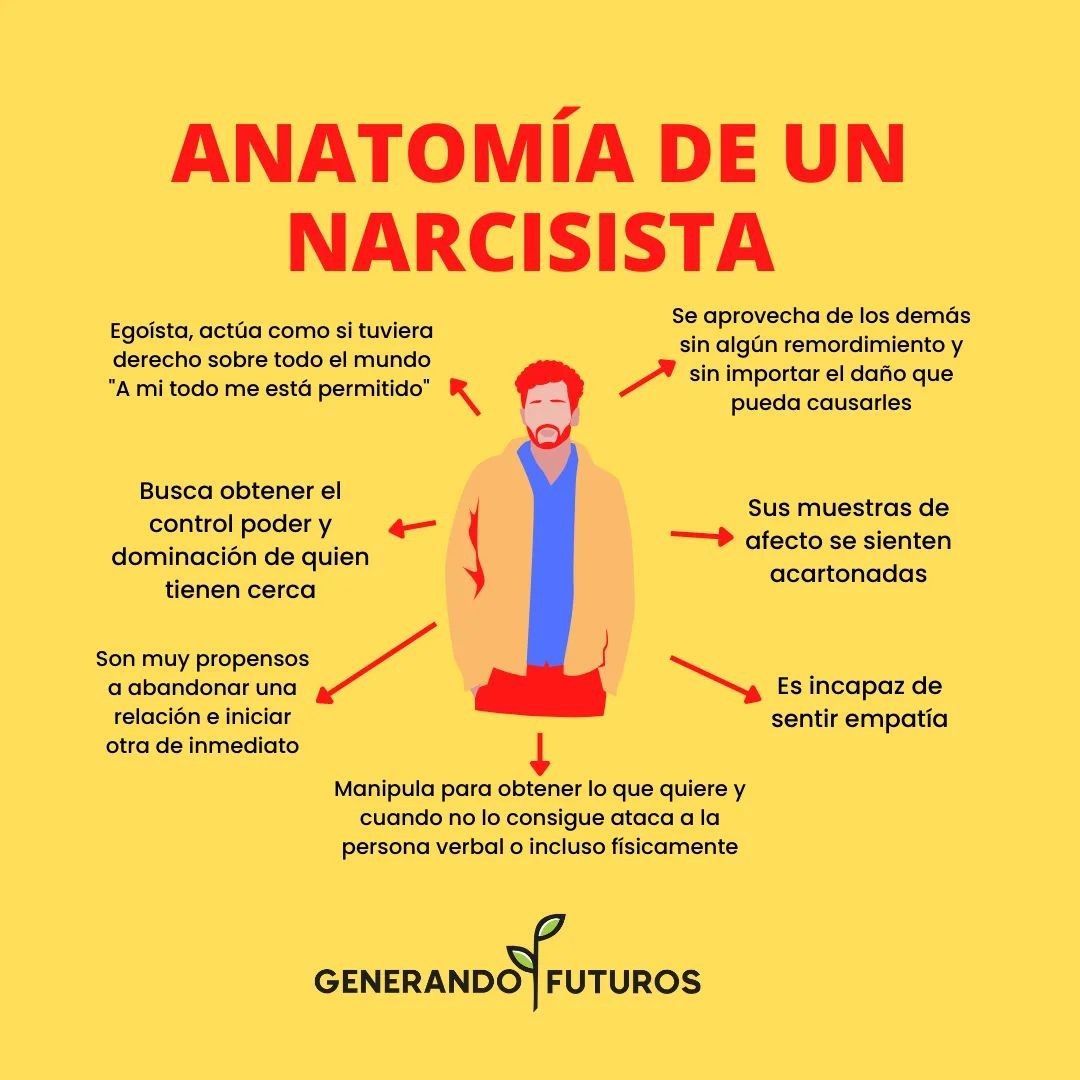 ANATOMÍA DE UN
NARCISISTA
Egoísta, actúa como si tuviera
derecho sobre todo el mundo
"A mi todo me está permitido"
Se aprovecha de los demás
sin algún remordimiento y
sin importar el daño que
pueda causarles
Busca obtener el
control poder y
dominación de quien
tienen cerca
Sus muestras de
afecto se sienten
acartonadas
Son muy propensos
a abandonar una
relación e iniciar
otra de inmediato
Es incapaz de
sentir empatía
Manipula para obtener lo que quiere y
cuando no lo consigue ataca a la
persona verbal o incluso físicamente
GENERANDO FUTUROS